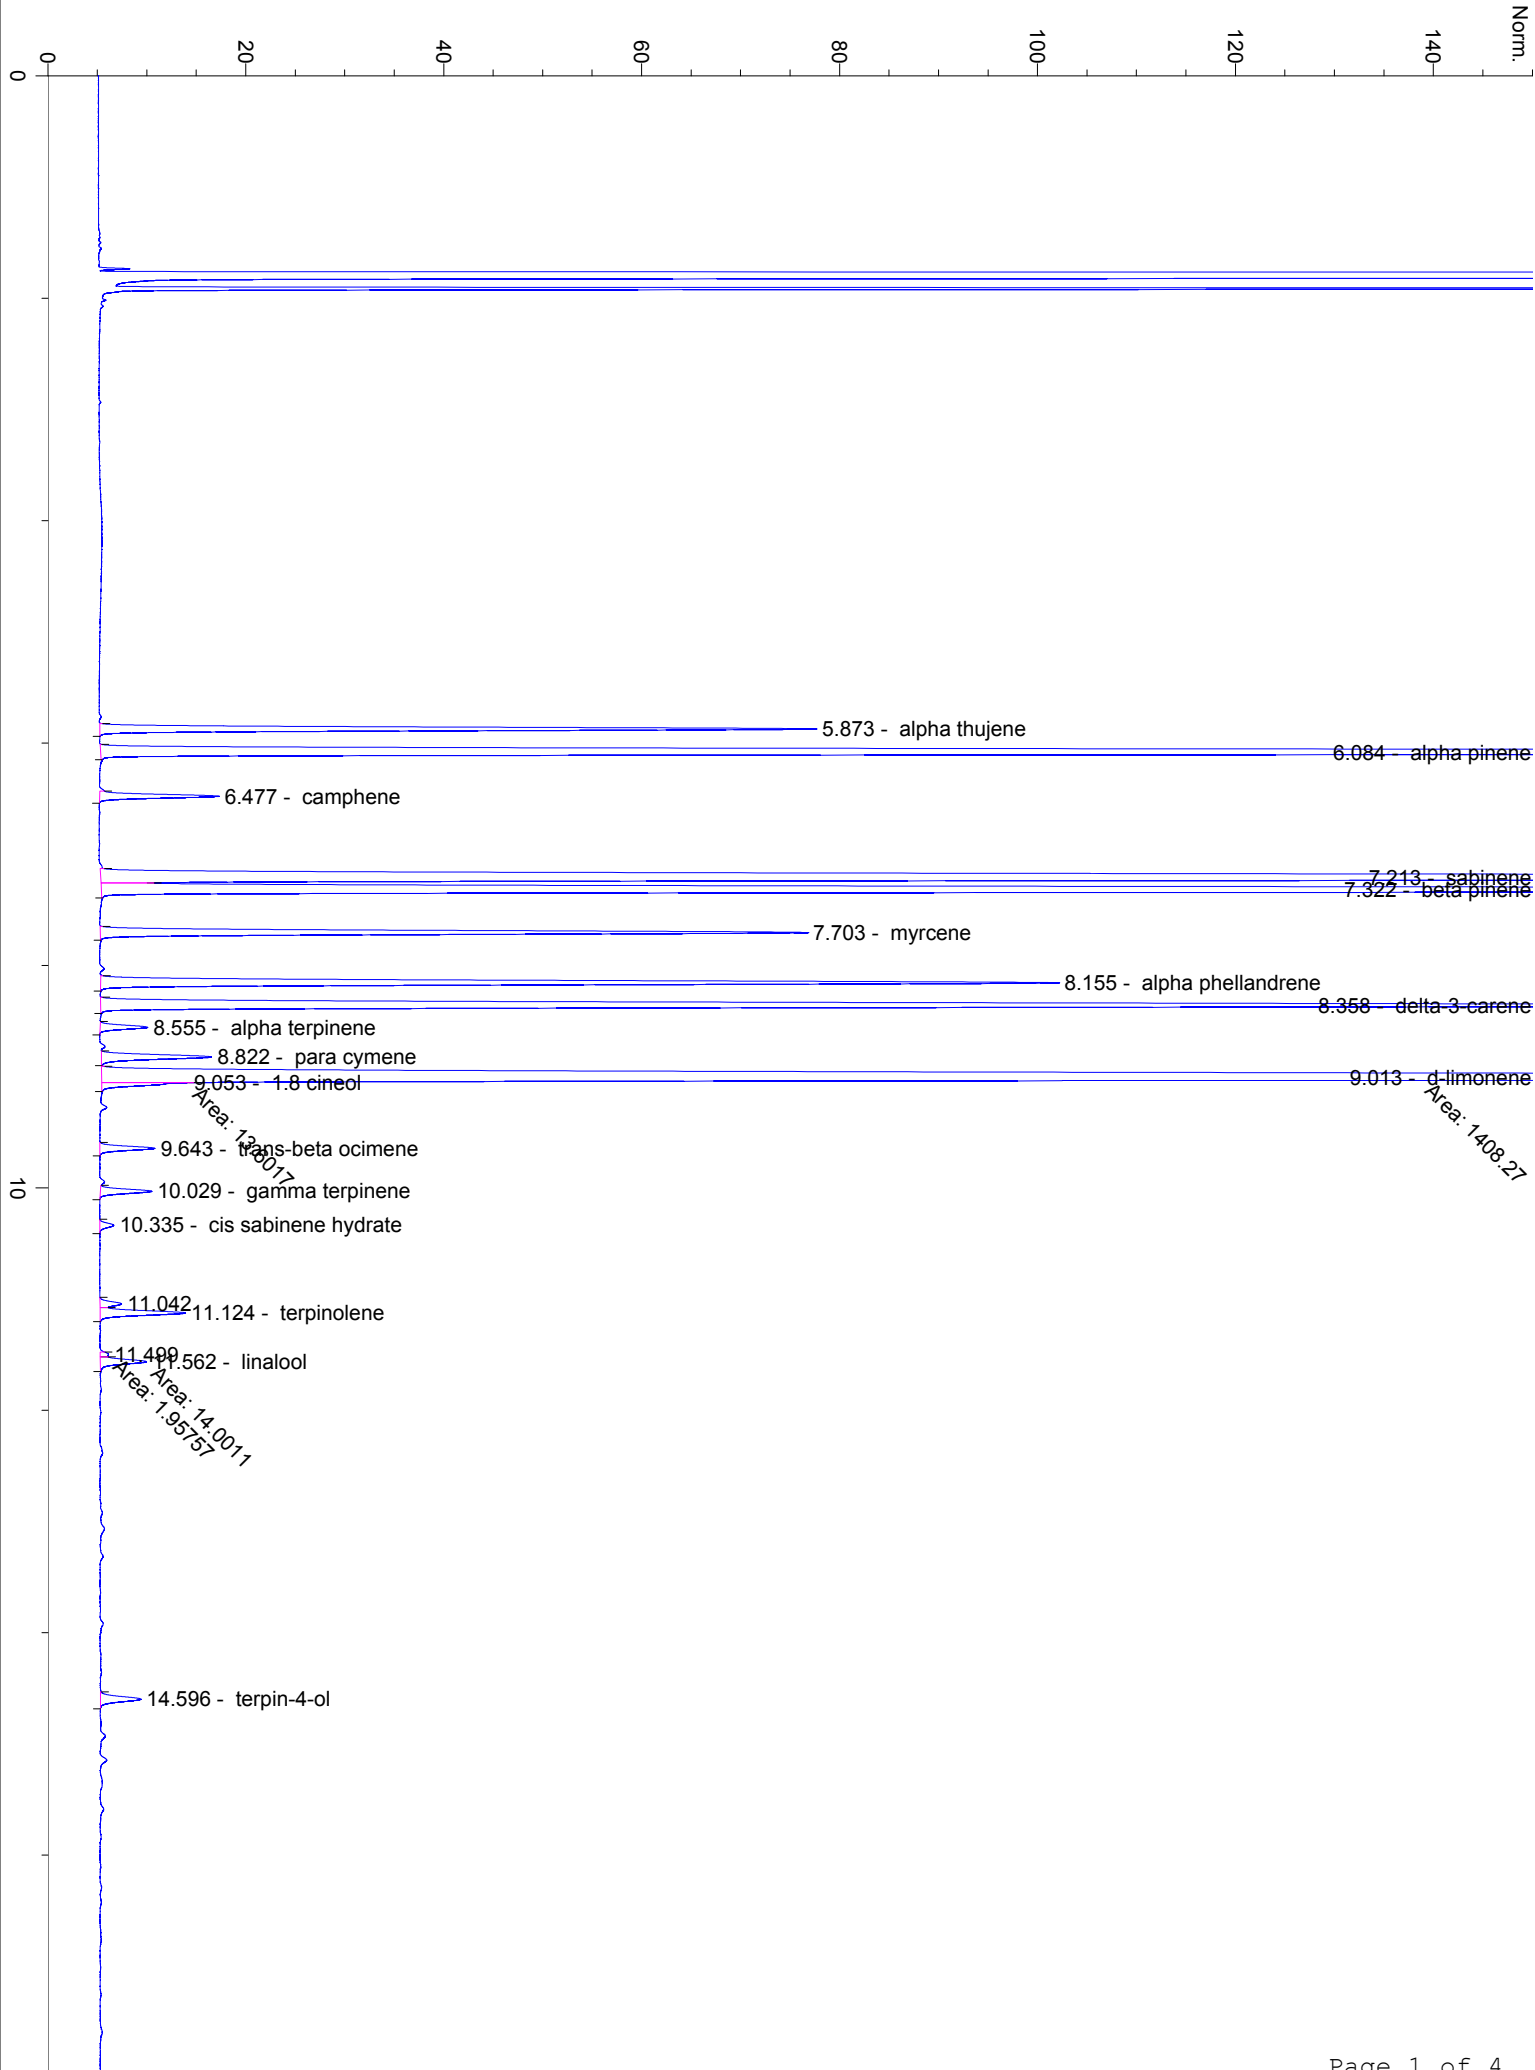 Norm.
0
20
40
60
80
100
120
140
0
5.873 - alpha thujene
6.084 - alpha pinene
6.477 - camphene
7.213 - sabinene
7.322 - beta pinene
7.703 - myrcene
8.155 - alpha phellandrene
8.358 - delta-3-carene
8.555 - alpha terpinene
8.822 - para cymene
9.013 - d-limonene
Area: 1408.27
9.053 - 1.8 cineol
Area: 13.6017
9.643 - trans-beta ocimene
10
10.029 - gamma terpinene
10.335 - cis sabinene hydrate
11.042
11.124 - terpinolene
11.499
Area: 1.95757
11.562 - linalool
Area: 14.0011
14.596 - terpin-4-ol
Page 1 of 4